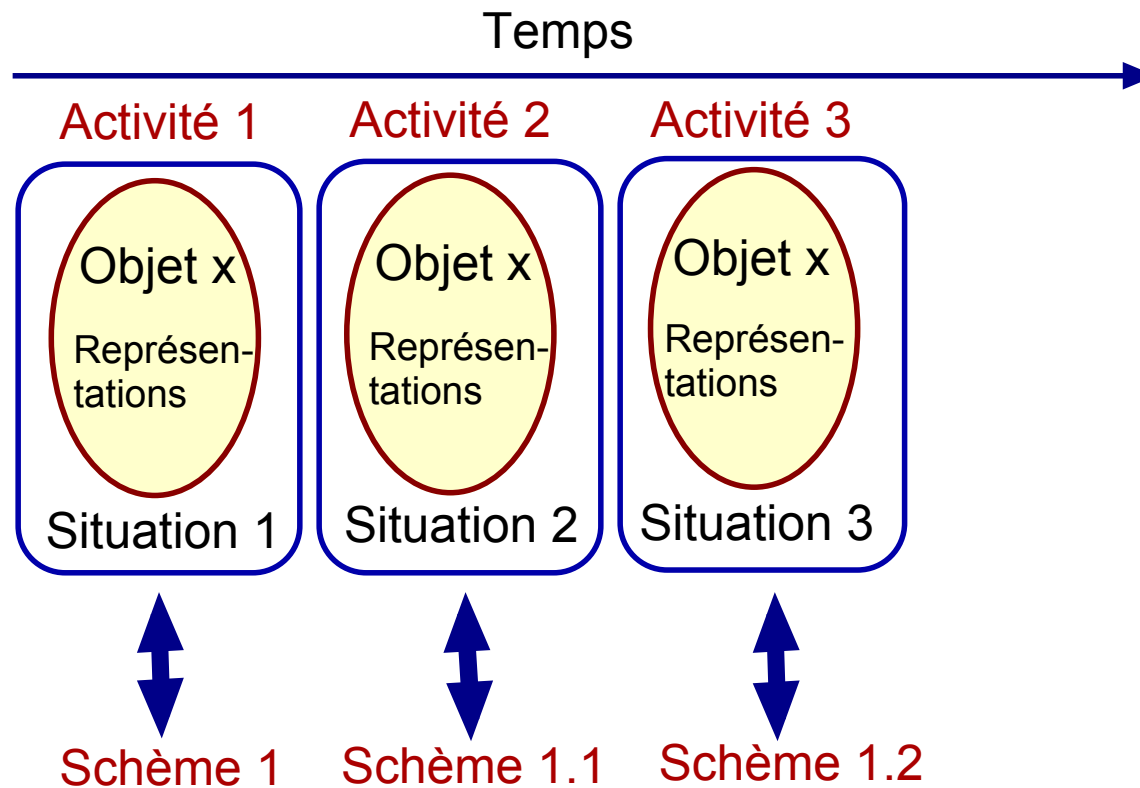 Temps
Activité 1
Activité 2
Activité 3
Objet x
Représen-
tations
Situation 1
Objet x
Représen-
tations
Situation 2
Objet x
Représen-
tations
Situation 3
Schème 1
Schème 1.1
Schème 1.2